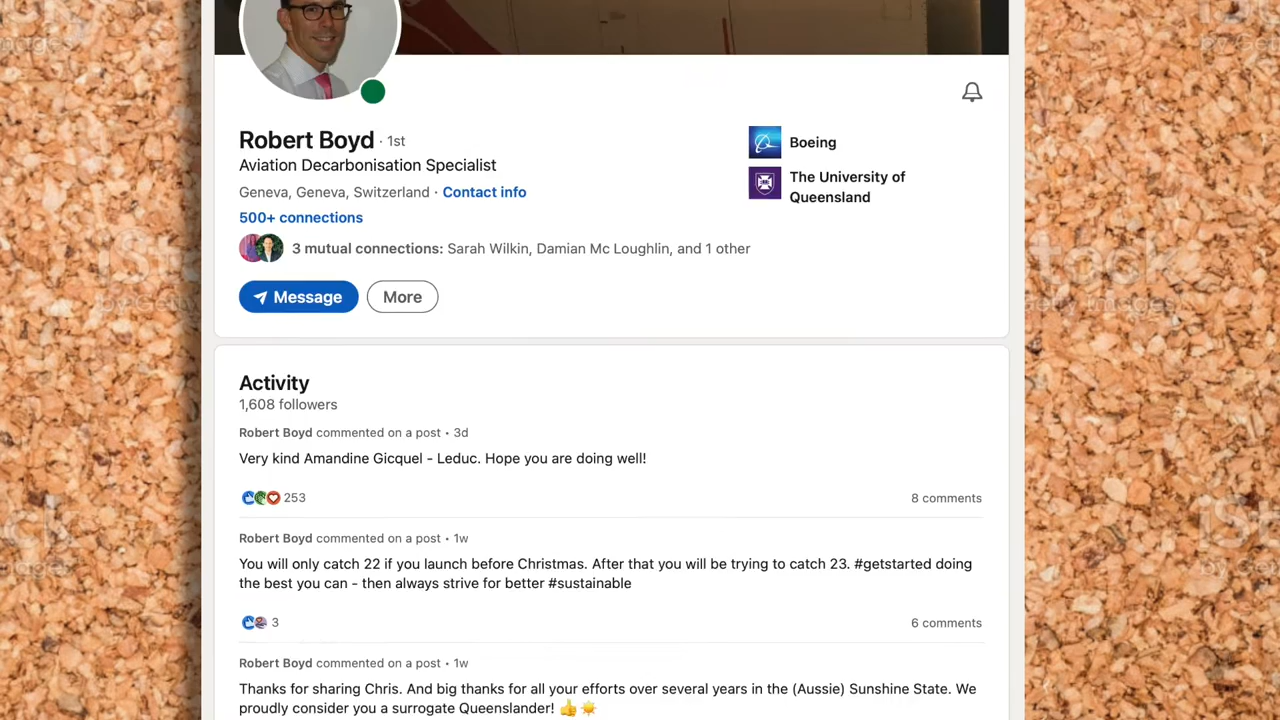 Robert Boyd · 1st
Aviation Decarbonisation Specialist
Geneva, Geneva, Switzerland · Contact info
500+ connections
3 mutual connections: Sarah Wilkin, Damian Mc Loughlin, and 1 other
Message
More
Boeing
The University of
Queensland
Activity
1,608 followers
Robert Boyd commented on a post • 3d
Very kind Amandine Gicquel - Leduc. Hope you are doing well!
253
8 comments
Robert Boyd commented on a post • 1w
You will only catch 22 if you launch before Christmas. After that you will be trying to catch 23. #getstarted doing
the best you can - then always strive for better #sustainable
3
6 comments
Robert Boyd commented on a post • 1w
Thanks for sharing Chris. And big thanks for all your efforts over several years in the (Aussie) Sunshine State. We
proudly consider you a surrogate Queenslander! 👍☀️